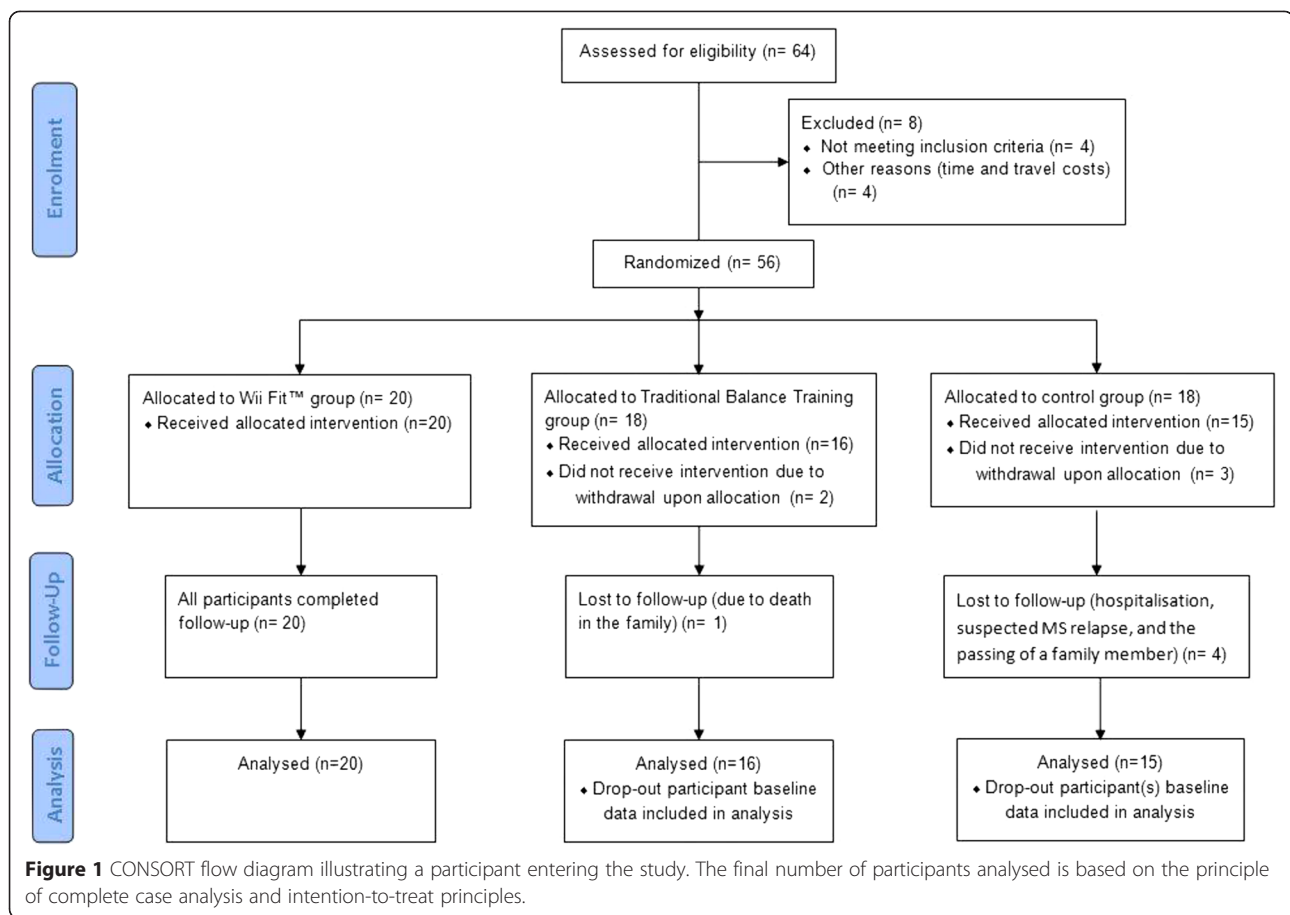 Assessed for eligibility (n= 64)
Enrolment
Excluded (n= 8)
♦ Not meeting inclusion criteria (n= 4)
♦ Other reasons (time and travel costs)
(n= 4)
Randomized (n= 56)
Allocation
Allocated to Wii Fit™ group (n= 20)
♦ Received allocated intervention (n=20)
Allocated to Traditional Balance Training
group (n= 18)
♦ Received allocated intervention (n=16)
♦ Did not receive intervention due to
withdrawal upon allocation (n= 2)
Allocated to control group (n= 18)
♦ Received allocated intervention (n=15)
♦ Did not receive intervention due to
withdrawal upon allocation (n= 3)
Follow-Up
All participants completed
follow-up (n= 20)
Lost to follow-up (due to death
in the family) (n= 1)
Lost to follow-up (hospitalisation,
suspected MS relapse, and the
passing of a family member) (n= 4)
Analysis
Analysed (n=20)
Analysed (n=16)
♦ Drop-out participant baseline
data included in analysis
Analysed (n=15)
♦ Drop-out participant(s) baseline
data included in analysis
Figure 1 CONSORT flow diagram illustrating a participant entering the study. The final number of participants analysed is based on the principle
of complete case analysis and intention-to-treat principles.